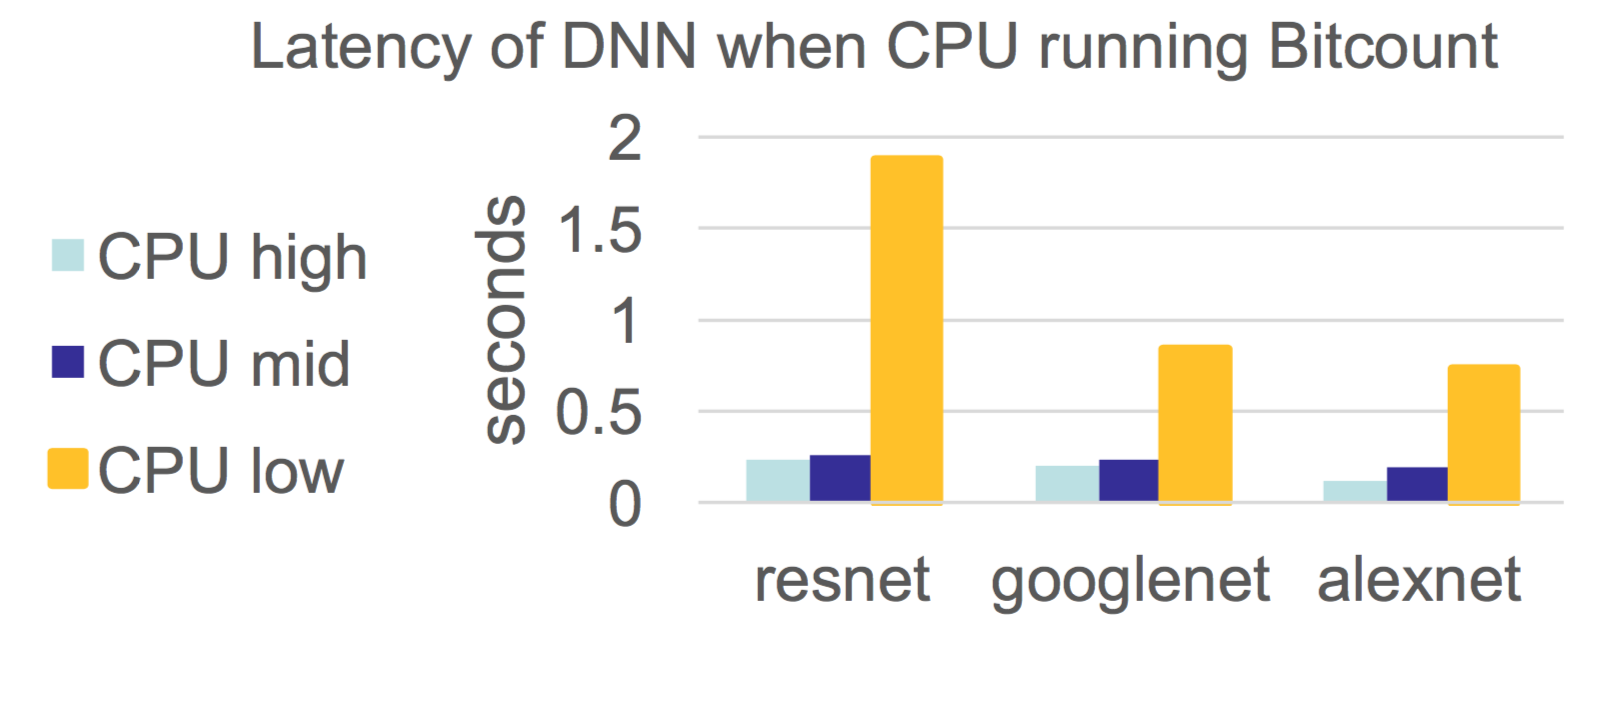 Latency of DNN when CPU running Bitcount
CPU high
CPU mid
CPU low
seconds
2
1.5
1
0.5
0
resnet googlenet alexnet